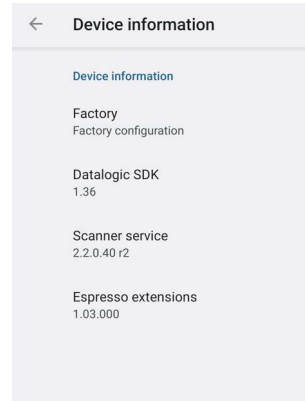 Device information
Device information
Factory
Factory configuration
Datalogic SDK
1.36
Scanner service
2.2.0.40 r2
Espresso extensions
1.03.000